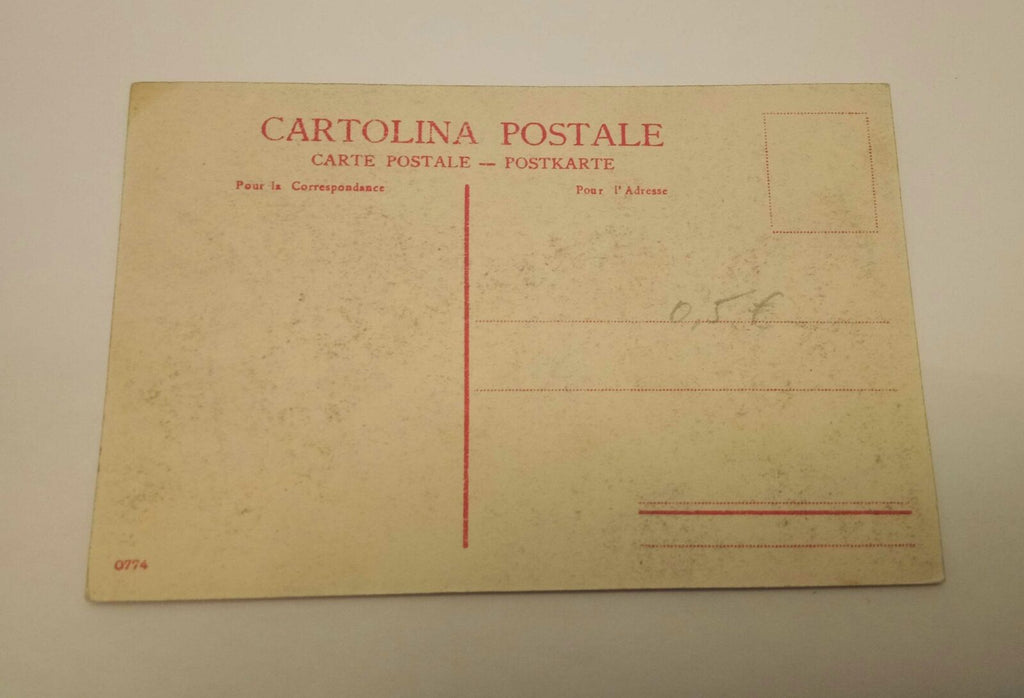 CARTOLINA POSTALE
CARTE POSTALE — POSTKARTE
Pour la Correspondance
Pour l'Adresse
0,5 €
0774